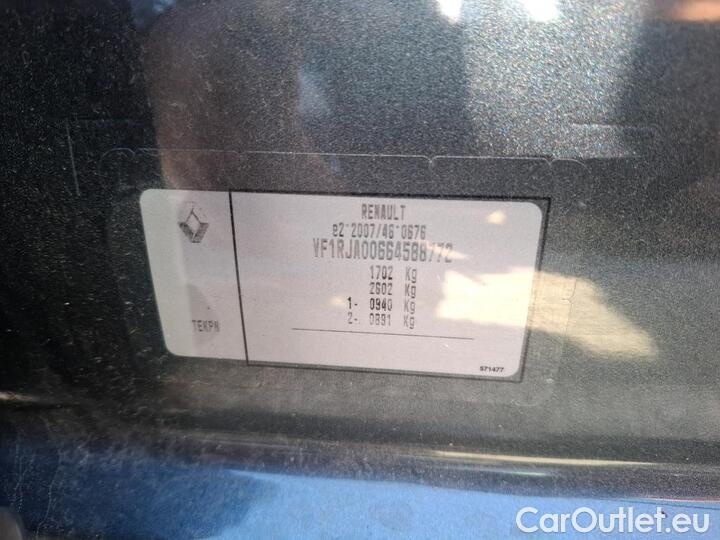 RENAULT
e2*2007/46*0676
VF1RJA00664588772
1702 Kg
2602 Kg
1- 0940 Kg
2- 0891 Kg
TEKPN
571477
CarOutlet.eu